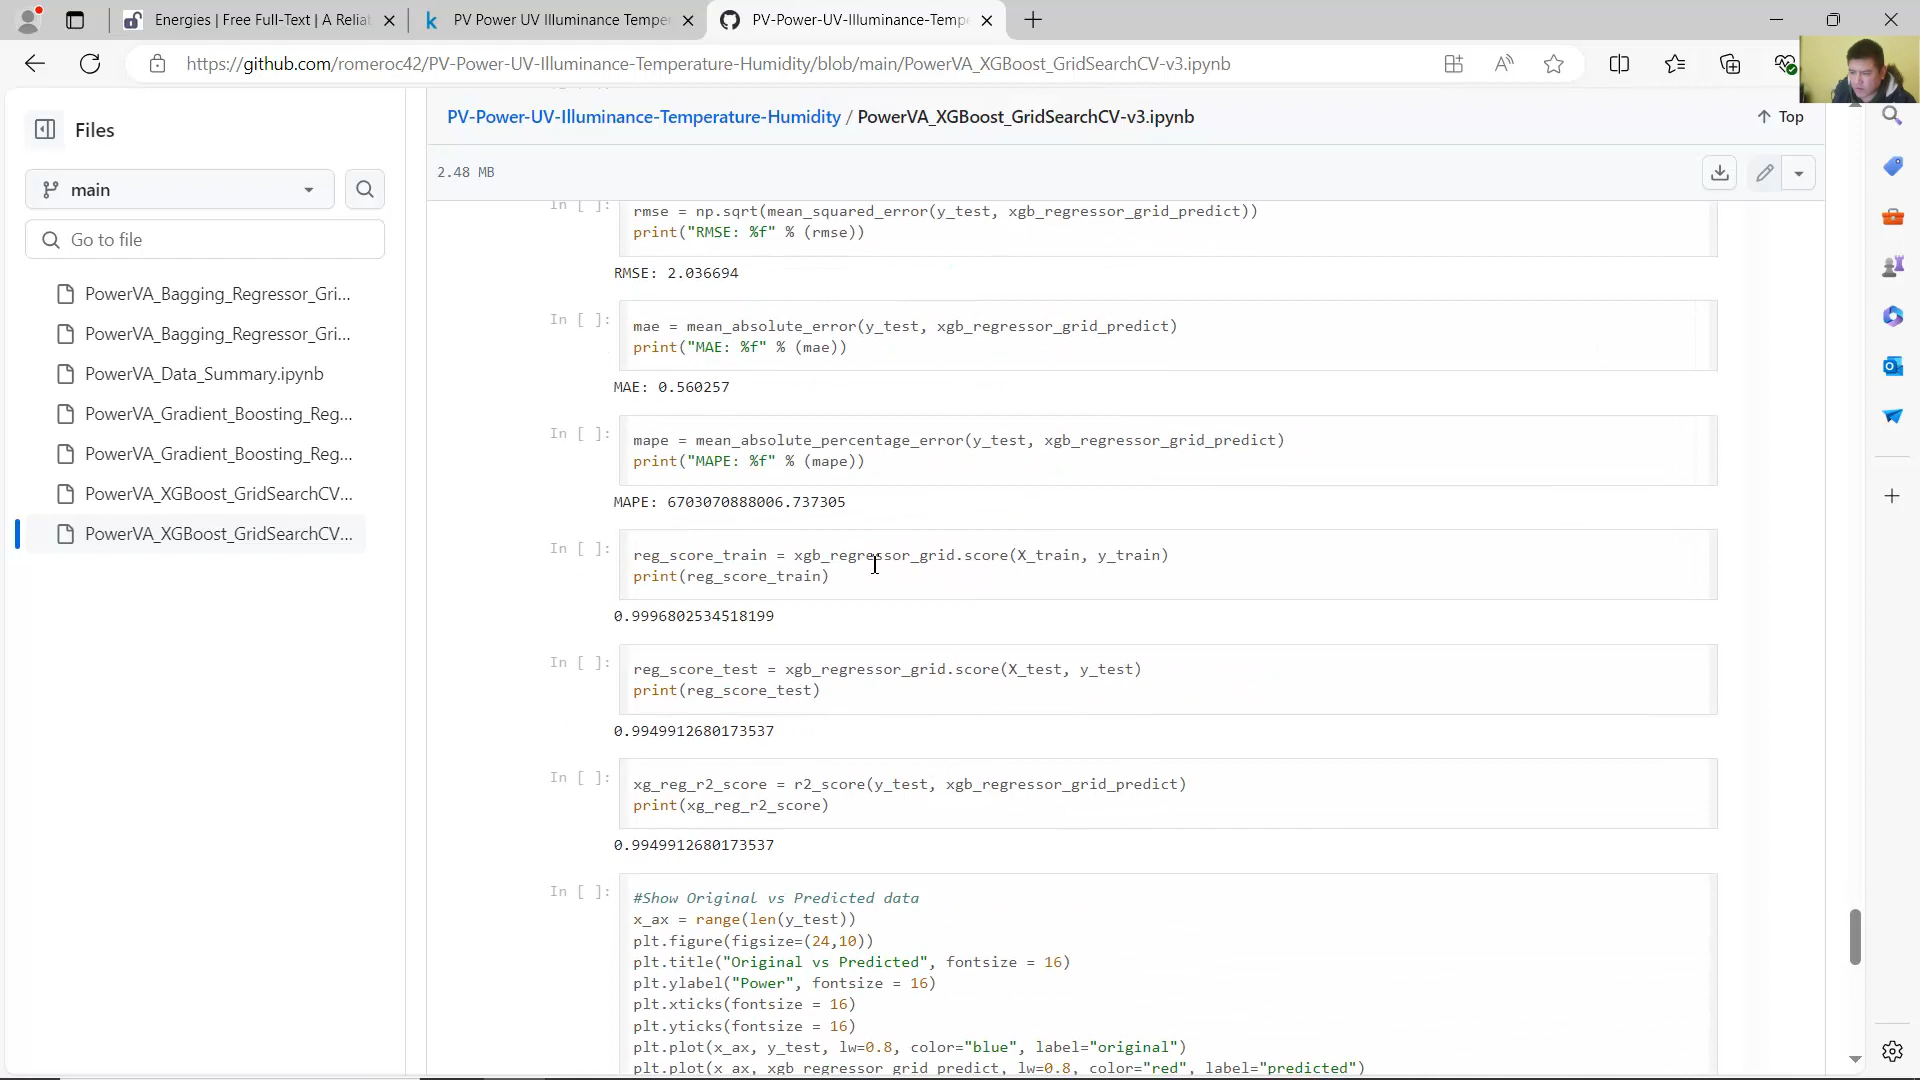 Energies | Free Full-Text | A Relia
PV Power UV Illuminance Tempe
PV-Power-UV-Illuminance-Temp
https://github.com/romeroc42/PV-Power-UV-Illuminance-Temperature-Humidity/blob/main/PowerVA_XGBoost_GridSearchCV-v3.ipynb
Files
main
Go to file
PowerVA_Bagging_Regressor_Gri...
PowerVA_Bagging_Regressor_Gri...
PowerVA_Data_Summary.ipynb
PowerVA_Gradient_Boosting_Reg...
PowerVA_Gradient_Boosting_Reg...
PowerVA_XGBoost_GridSearchCV...
PowerVA_XGBoost_GridSearchCV...
PV-Power-UV-Illuminance-Temperature-Humidity / PowerVA_XGBoost_GridSearchCV-v3.ipynb
Top
2.48 MB
In [ ]:
rmse = np.sqrt(mean_squared_error(y_test, xgb_regressor_grid_predict))
print("RMSE: %f" % (rmse))
RMSE: 2.036694
In [ ]:
mae = mean_absolute_error(y_test, xgb_regressor_grid_predict)
print("MAE: %f" % (mae))
MAE: 0.560257
In [ ]:
mape = mean_absolute_percentage_error(y_test, xgb_regressor_grid_predict)
print("MAPE: %f" % (mape))
MAPE: 6703070888006.737305
In [ ]:
reg_score_train = xgb_regressor_grid.score(X_train, y_train)
print(reg_score_train)
0.9996802534518199
In [ ]:
reg_score_test = xgb_regressor_grid.score(X_test, y_test)
print(reg_score_test)
0.9949912680173537
In [ ]:
xg_reg_r2_score = r2_score(y_test, xgb_regressor_grid_predict)
print(xg_reg_r2_score)
0.9949912680173537
In [ ]:
#Show Original vs Predicted data
x_ax = range(len(y_test))
plt.figure(figsize=(24,10))
plt.title("Original vs Predicted", fontsize = 16)
plt.ylabel("Power", fontsize = 16)
plt.xticks(fontsize = 16)
plt.yticks(fontsize = 16)
plt.plot(x_ax, y_test, lw=0.8, color="blue", label="original")
plt.plot(x_ax, xgb_regressor_grid_predict, lw=0.8, color="red", label="predicted")